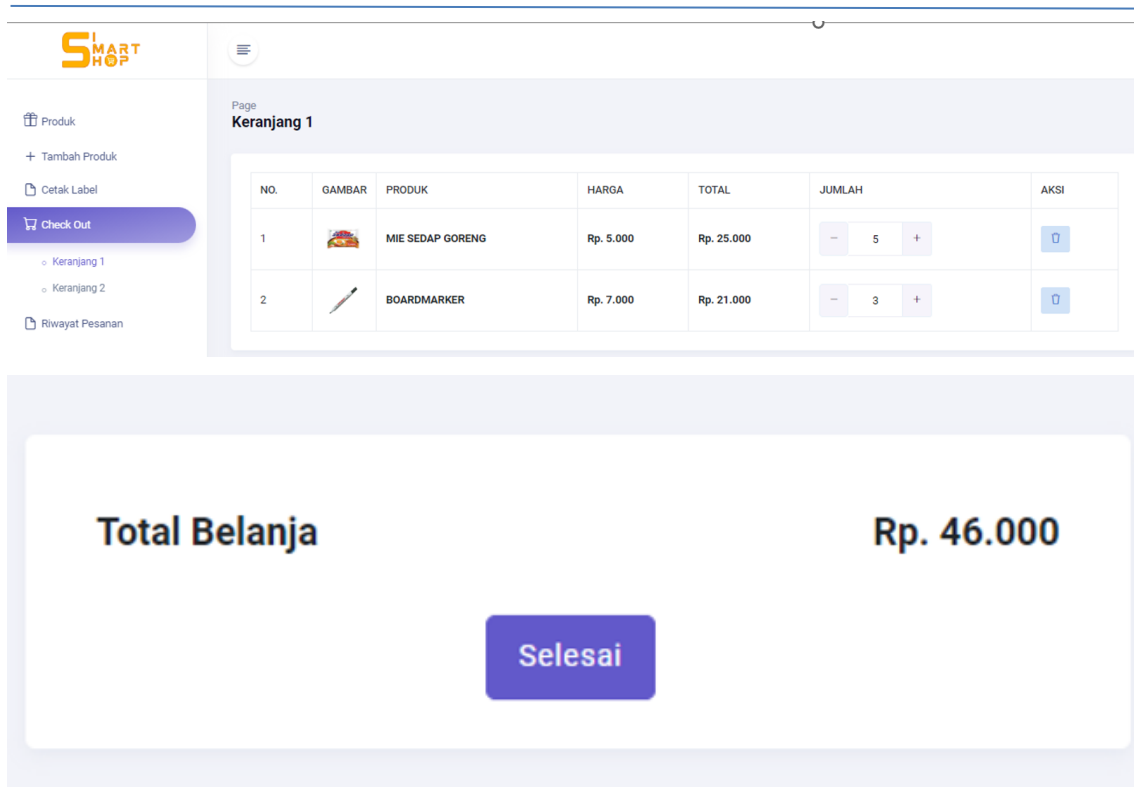 SI
MART
SHOP
Page
Keranjang 1
Produk
Tambah Produk
Cetak Label
Check Out
Keranjang 1
Keranjang 2
Riwayat Pesanan
NO. GAMBAR PRODUK HARGA TOTAL JUMLAH AKSI
1 MIE SEDAP GORENG Rp. 5.000 Rp. 25.000 - 5 +
2 BOARDMARKER Rp. 7.000 Rp. 21.000 - 3 +
Total Belanja Rp. 46.000
Selesai